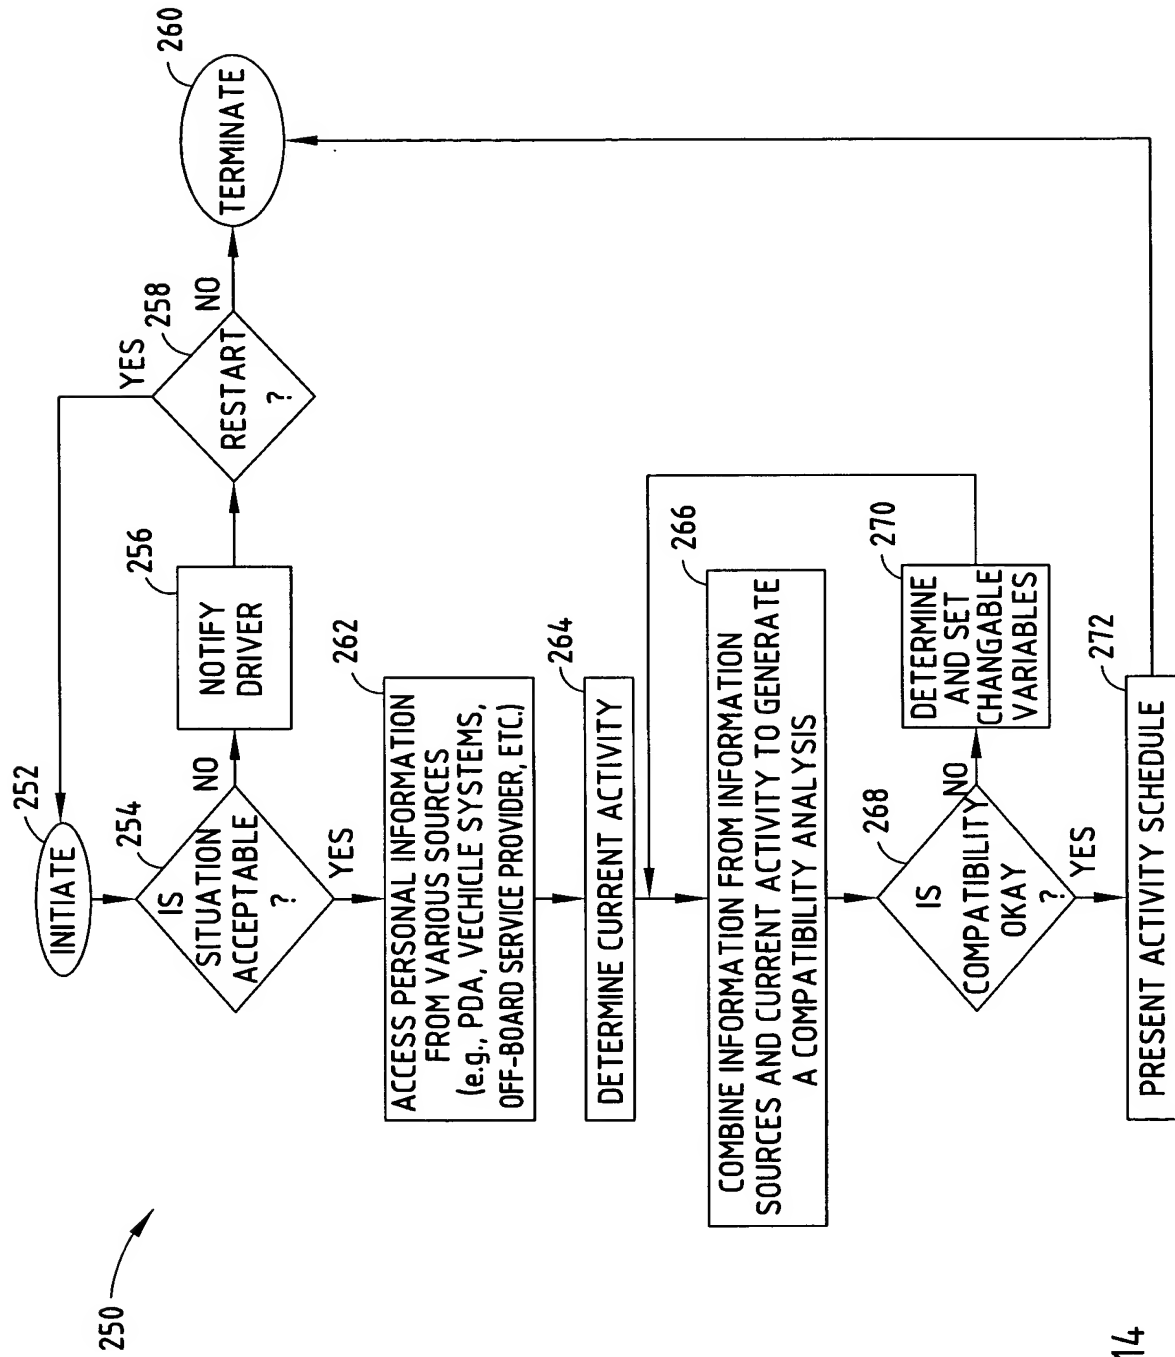 250
252
INITIATE
254
IS
SITUATION
ACCEPTABLE
?
NO
YES
256
NOTIFY
DRIVER
258
RESTART
?
YES
NO
260
TERMINATE
262
ACCESS PERSONAL INFORMATION
FROM VARIOUS SOURCES
(e.g., PDA, VECHICLE SYSTEMS,
OFF-BOARD SERVICE PROVIDER, ETC.)
264
DETERMINE CURRENT ACTIVITY
266
COMBINE INFORMATION FROM INFORMATION
SOURCES AND CURRENT ACTIVITY TO GENERATE
A COMPATIBILITY ANALYSIS
268
IS
COMPATIBILITY
OKAY
?
NO
YES
270
DETERMINE
AND SET
CHANGABLE
VARIABLES
272
PRESENT ACTIVITY SCHEDULE
14